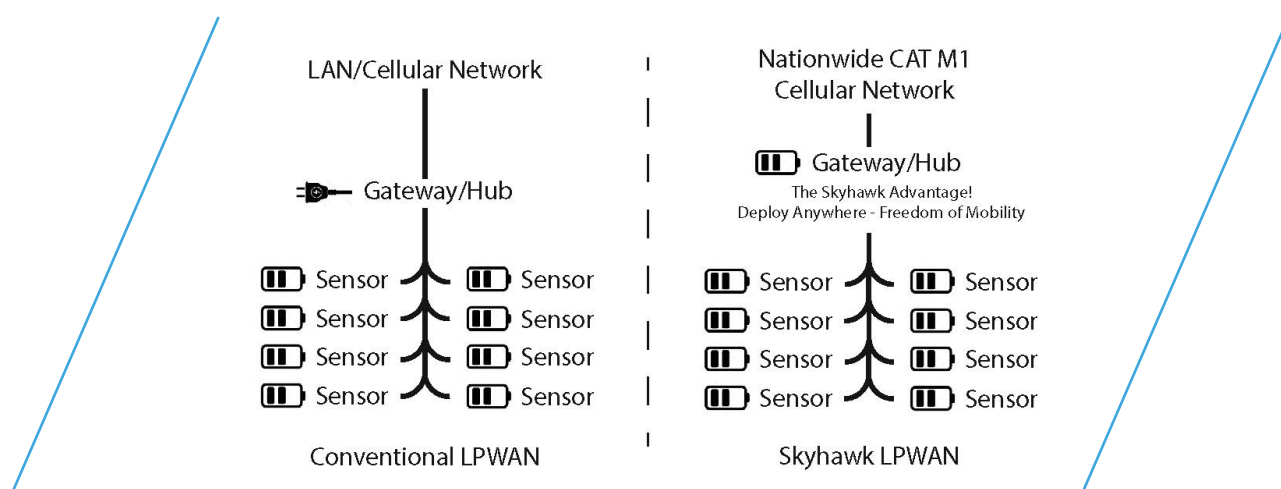 LAN/Cellular Network
Gateway/Hub
Sensor Sensor
Sensor Sensor
Sensor Sensor
Sensor Sensor
Conventional LPWAN
Nationwide CAT M1
Cellular Network
Gateway/Hub
The Skyhawk Advantage!
Deploy Anywhere - Freedom of Mobility
Sensor Sensor
Sensor Sensor
Sensor Sensor
Sensor Sensor
Skyhawk LPWAN